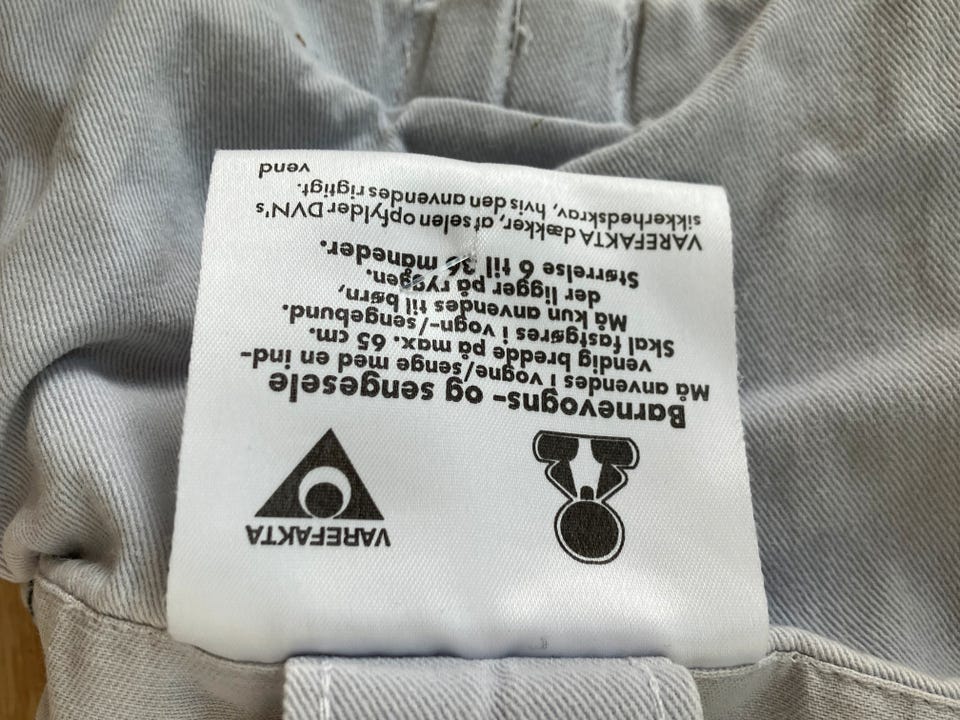 VAREFAKTA
Barnevogns- og sengesele
Må anvendes i vogne/senge med en ind-
vendig bredde på max. 65 cm.
Skal fastgøres i vogn-/sengebund.
Må kun anvendes til børn,
der ligger på ryggen.
Størrelse 6 til 36 måneder.
VAREFAKTA dækker, at selen opfylder DVN's
sikkerhedskrav, hvis den anvendes rigtigt.
vend